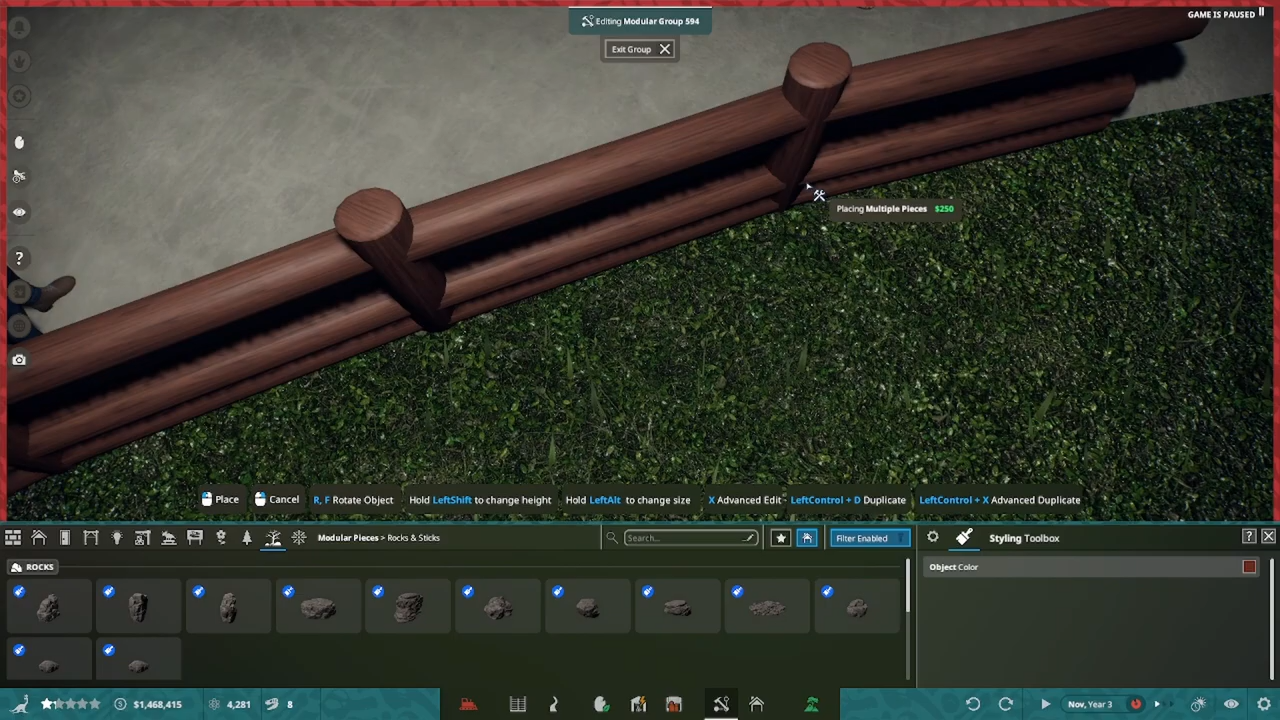 Editing Modular Group 594
GAME IS PAUSED
Exit Group
Placing Multiple Pieces $250
?
Place Cancel R, F Rotate Object Hold LeftShift to change height Hold LeftAlt to change size X Advanced Edit LeftControl + D Duplicate LeftControl + X Advanced Duplicate
Modular Pieces > Rocks & Sticks Search... Filter Enabled Styling Toolbox ?
ROCKS Object Color
$1,468,415 4,281 8 Nov, Year 3